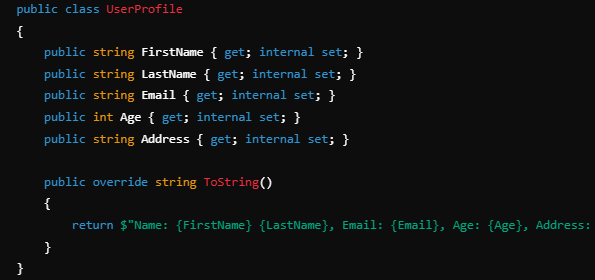 public class UserProfile
{
    public string FirstName { get; internal set; }
    public string LastName { get; internal set; }
    public string Email { get; internal set; }
    public int Age { get; internal set; }
    public string Address { get; internal set; }

    public override string ToString()
    {
        return $"Name: {FirstName} {LastName}, Email: {Email}, Age: {Age}, Address:
    }
}